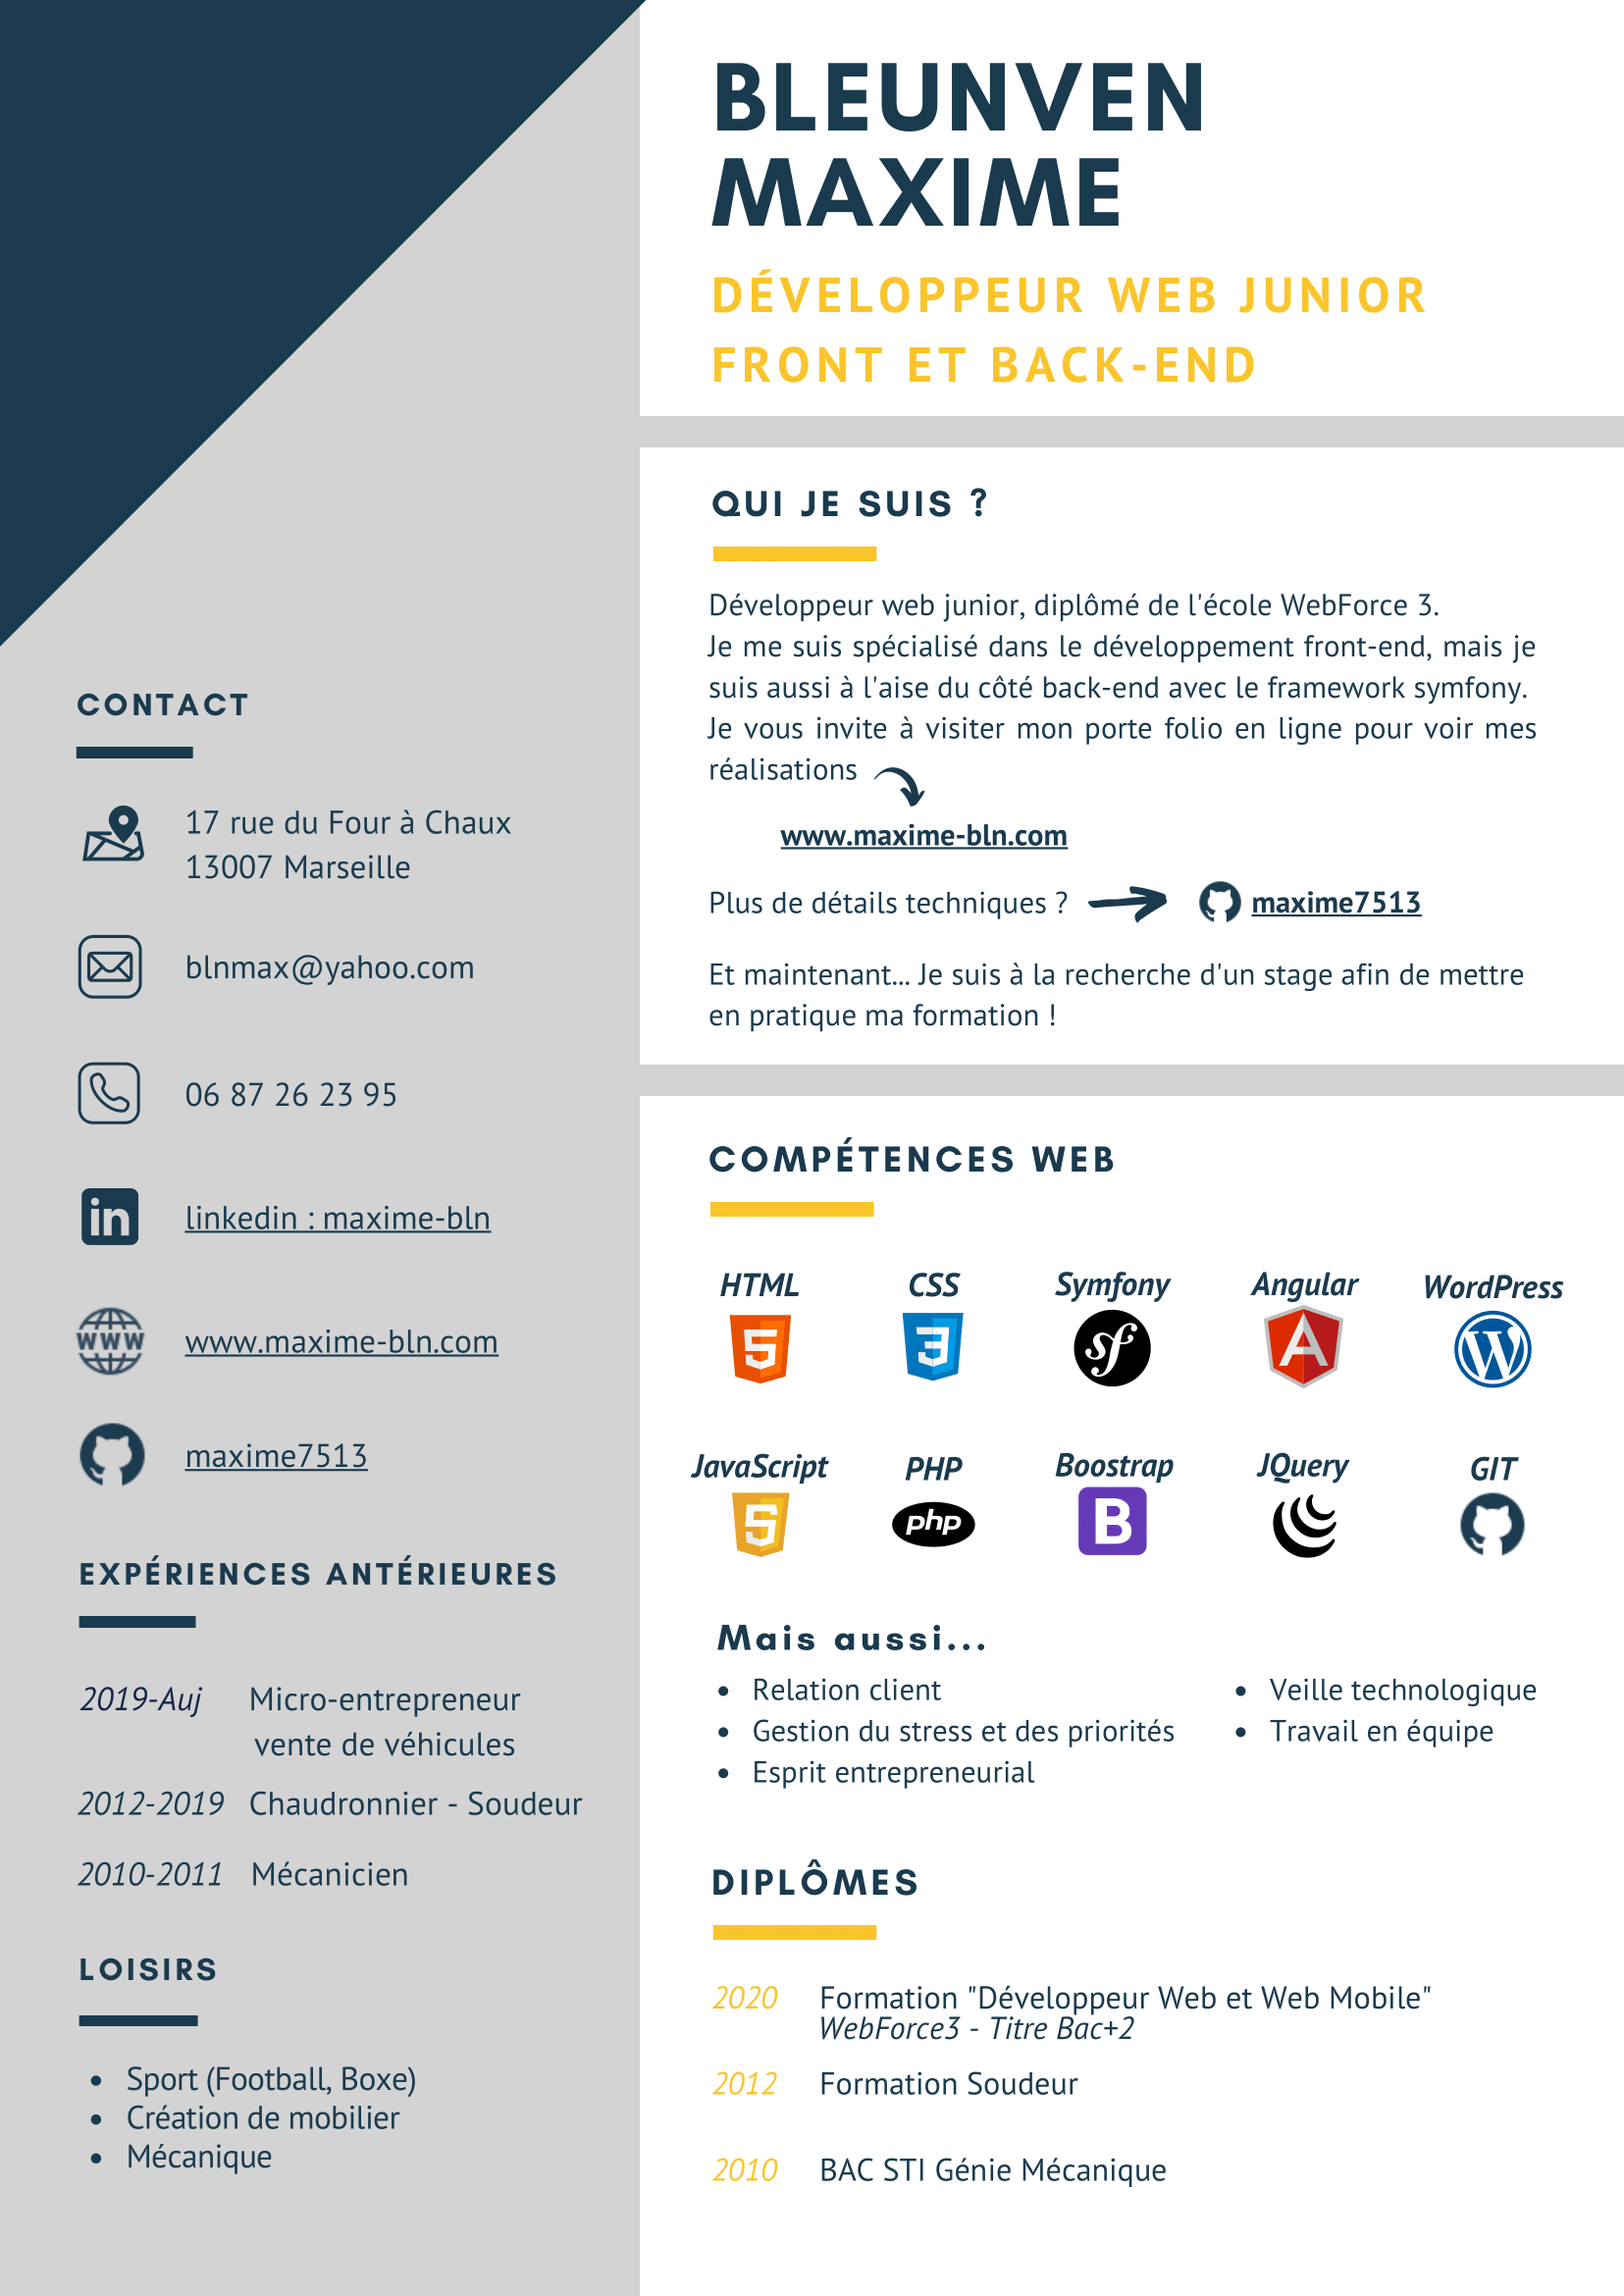 BLEUNVEN
MAXIME
DÉVELOPPEUR WEB JUNIOR
FRONT ET BACK-END
QUI JE SUIS ?
Développeur web junior, diplômé de l'école WebForce 3.
Je me suis spécialisé dans le développement front-end, mais je
suis aussi à l'aise du côté back-end avec le framework symfony.
Je vous invite à visiter mon porte folio en ligne pour voir mes
réalisations
www.maxime-bln.com
Plus de détails techniques ? maxime7513
Et maintenant... Je suis à la recherche d'un stage afin de mettre
en pratique ma formation !
CONTACT
17 rue du Four à Chaux
13007 Marseille
blnmax@yahoo.com
06 87 26 23 95
in linkedin : maxime-bln
WWW www.maxime-bln.com
maxime7513
EXPÉRIENCES ANTÉRIEURES
2019-Auj Micro-entrepreneur
vente de véhicules
2012-2019 Chaudronnier - Soudeur
2010-2011 Mécanicien
LOISIRS
• Sport (Football, Boxe)
• Création de mobilier
• Mécanique
COMPÉTENCES WEB
HTML CSS Symfony Angular WordPress
5 3 sf A W
JavaScript PHP Boostrap JQuery GIT
5 php B
Mais aussi...
• Relation client
• Gestion du stress et des priorités
• Esprit entrepreneurial
• Veille technologique
• Travail en équipe
DIPLÔMES
2020 Formation "Développeur Web et Web Mobile"
WebForce3 - Titre Bac+2
2012 Formation Soudeur
2010 BAC STI Génie Mécanique